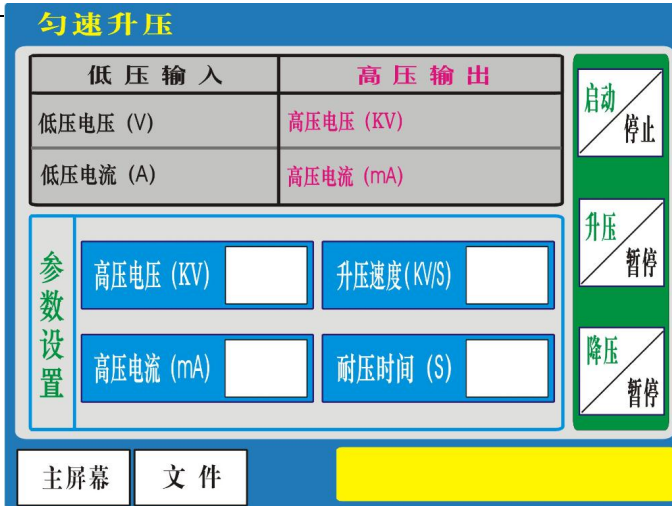 匀速升压
低压输入 高压输出
低压电压 (V) 高压电压 (KV)
低压电流 (A) 高压电流 (mA)
启动
停止
升压
暂停
降压
暂停
参数设置
高压电压 (KV) 升压速度(KV/S)
高压电流 (mA) 耐压时间 (S)
主屏幕 文件